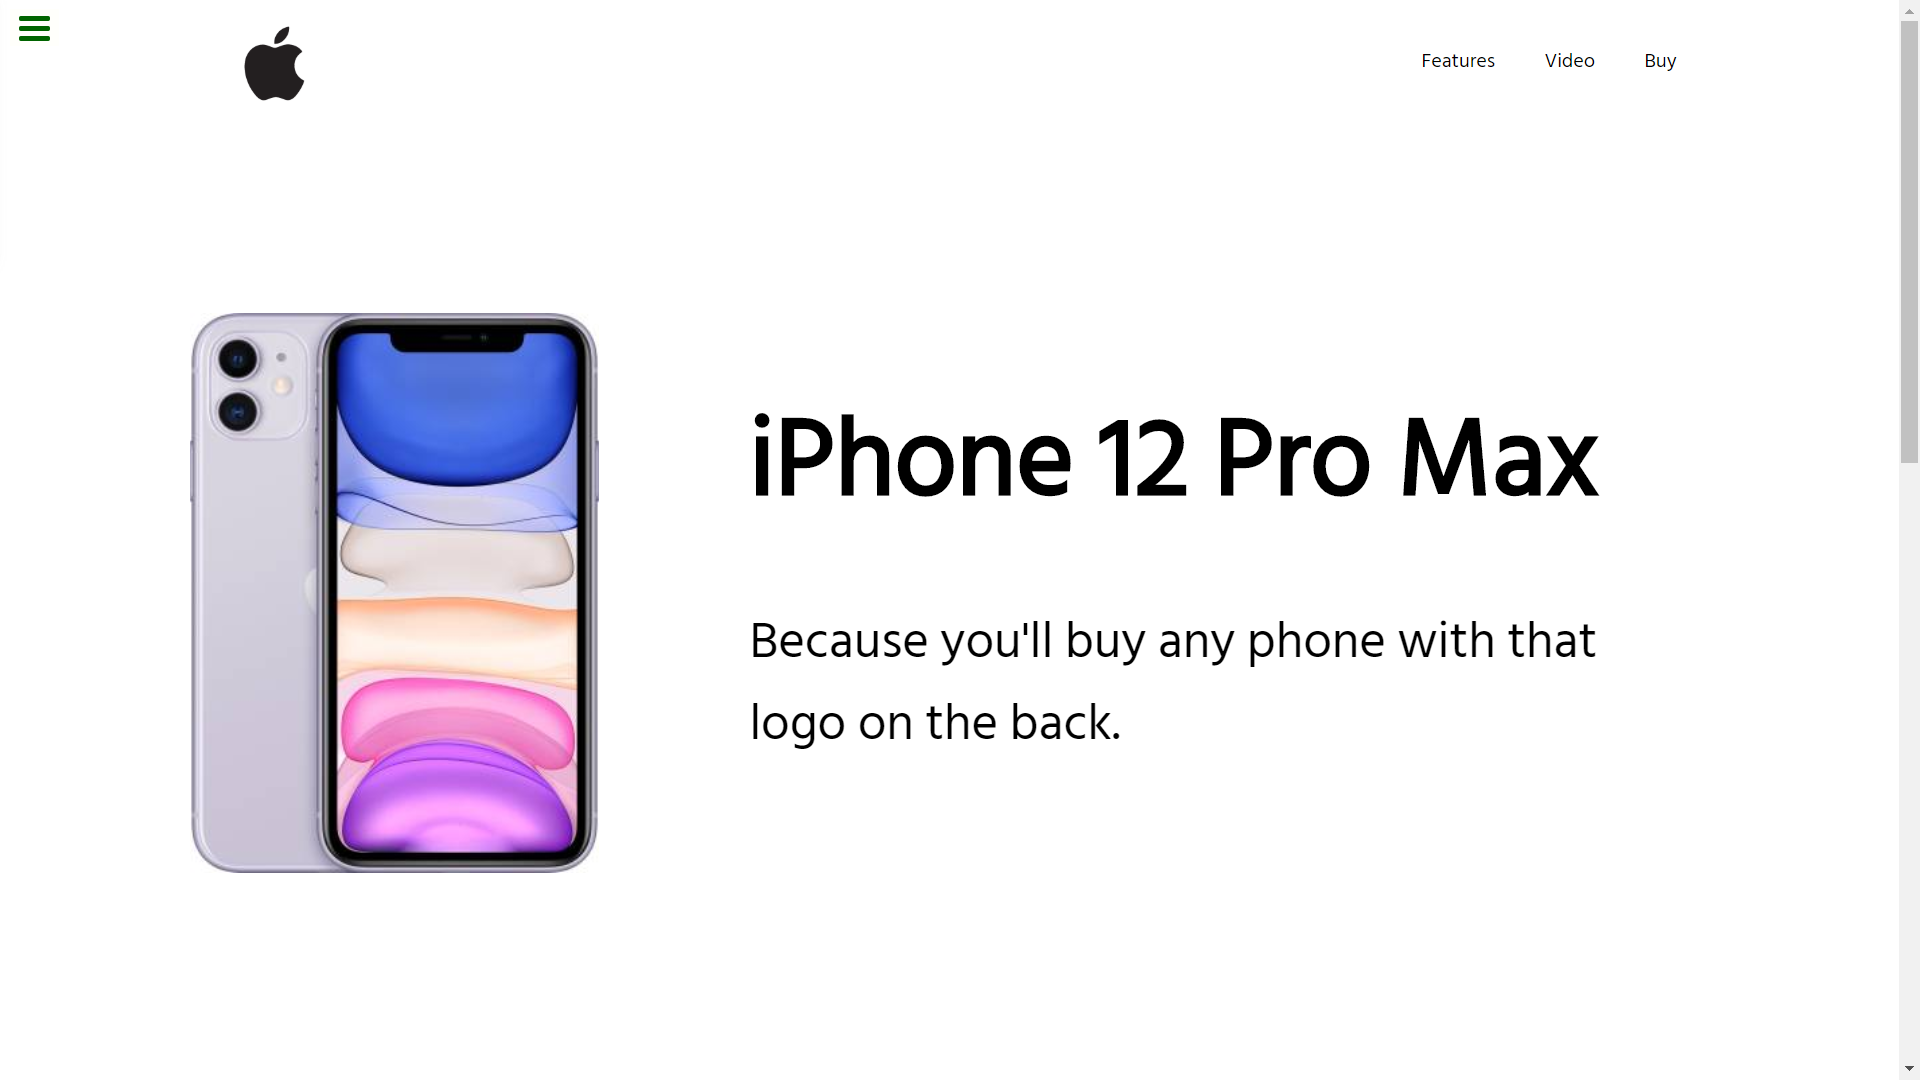 Features
Video
Buy
iPhone 12 Pro Max
Because you'll buy any phone with that
logo on the back.